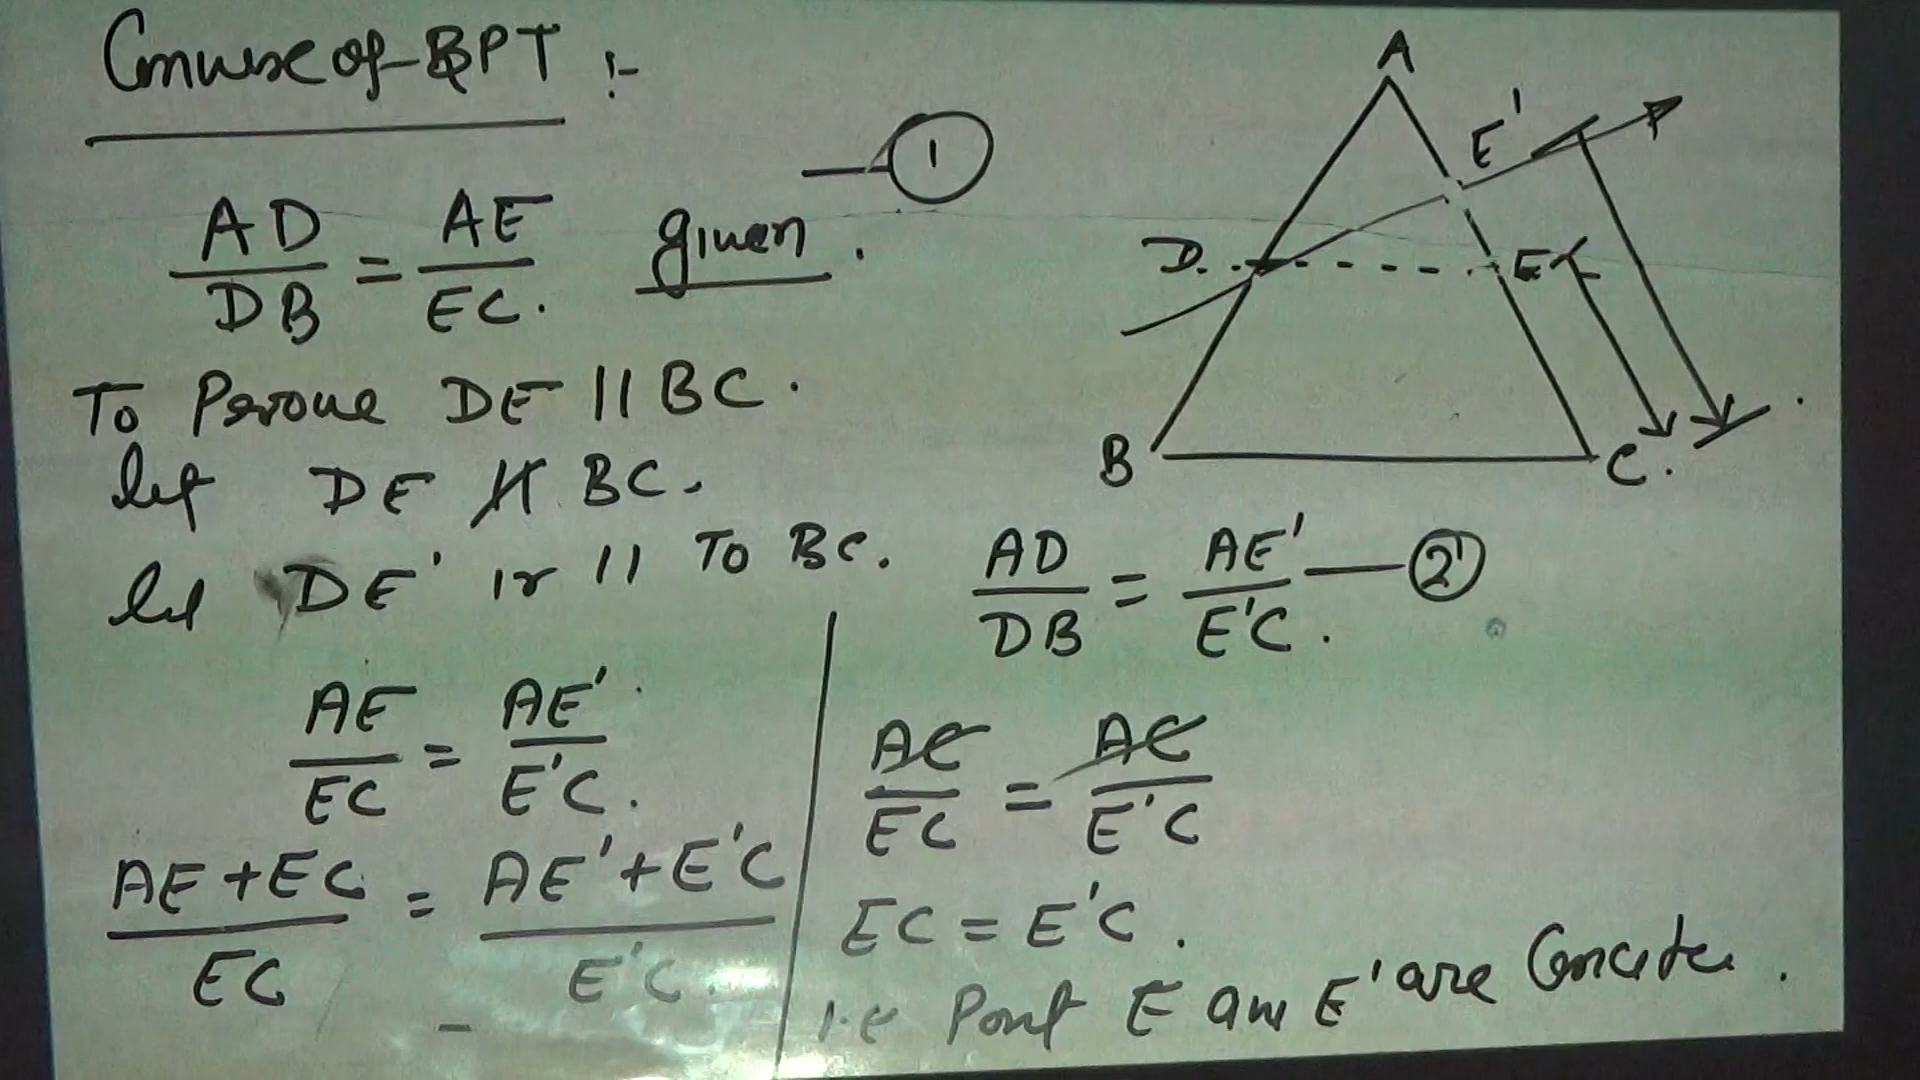 Converse of BPT :-
AD/DB = AE/EC. given. — ①
To Prove DE || BC.
let DE ∦ BC.
let DE' is || To BC. AD/DB = AE'/E'C. — ②
AE/EC = AE'/E'C.
AE+EC/EC = AE'+E'C/E'C.
AC/EC = AC/E'C
EC = E'C.
i.e Point E and E' are
A
E'
D.
E
B
C.